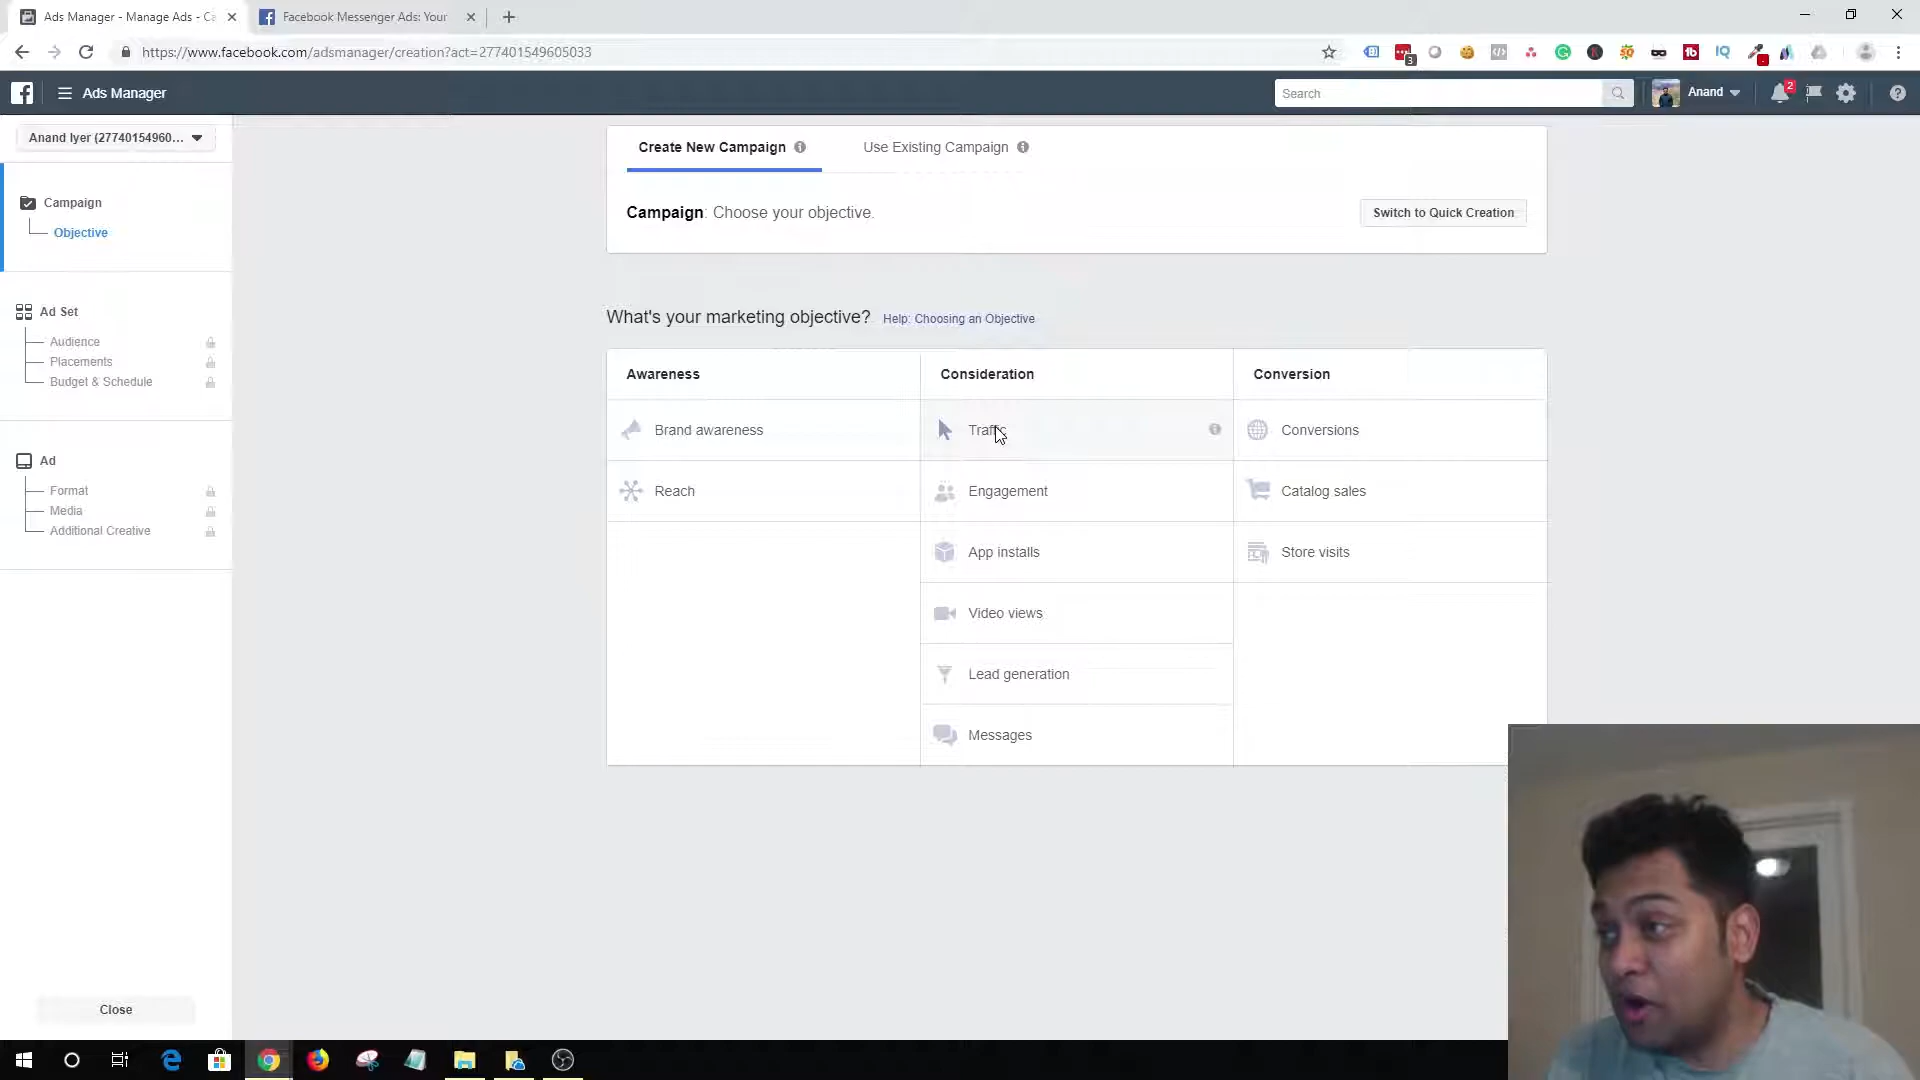 Ads Manager - Manage Ads - Ca
Facebook Messenger Ads: Your
https://www.facebook.com/adsmanager/creation?act=277401549605033
3
Ads Manager
Search
Anand
2
Anand Iyer (27740154960...
Create New Campaign
Use Existing Campaign
Campaign: Choose your objective.
Switch to Quick Creation
Campaign
Objective
Ad Set
Audience
Placements
Budget & Schedule
Ad
Format
Media
Additional Creative
Close
What's your marketing objective? Help: Choosing an Objective
Awareness
Brand awareness
Reach
Consideration
Traffic
Engagement
App installs
Video views
Lead generation
Messages
Conversion
Conversions
Catalog sales
Store visits